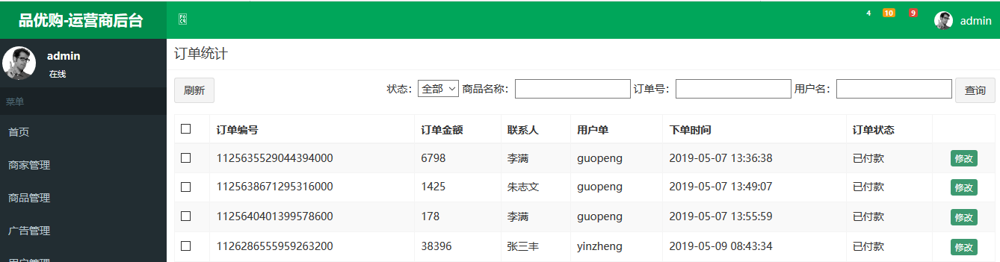 品优购-运营商后台
4 10 9 admin
admin
在线
菜单
首页
商家管理
商品管理
广告管理
用户管理
订单统计
刷新 状态： 全部 商品名称： 订单号： 用户名： 查询
订单编号 订单金额 联系人 用户单 下单时间 订单状态
1125635529044394000 6798 李满 guopeng 2019-05-07 13:36:38 已付款 修改
1125638671295316000 1425 朱志文 guopeng 2019-05-07 13:49:07 已付款 修改
1125640401399578600 178 李满 guopeng 2019-05-07 13:55:59 已付款 修改
1126286555959263200 38396 张三丰 yinzheng 2019-05-09 08:43:34 已付款 修改